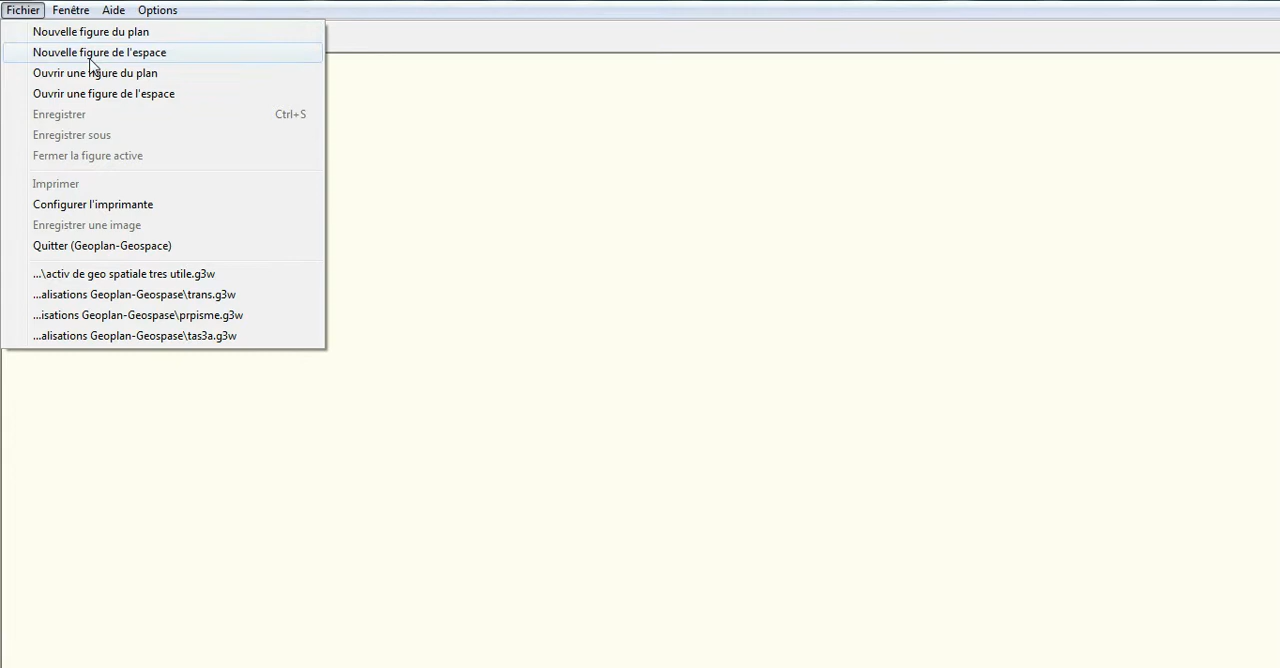 Fichier Fenêtre Aide Options
Nouvelle figure du plan
Nouvelle figure de l'espace
Ouvrir une figure du plan
Ouvrir une figure de l'espace
Enregistrer Ctrl+S
Enregistrer sous
Fermer la figure active
Imprimer
Configurer l'imprimante
Enregistrer une image
Quitter (Geoplan-Geospace)
...\activ de geo spatiale tres utile.g3w
...alisations Geoplan-Geospase\trans.g3w
...isations Geoplan-Geospase\prpisme.g3w
...alisations Geoplan-Geospase\tas3a.g3w